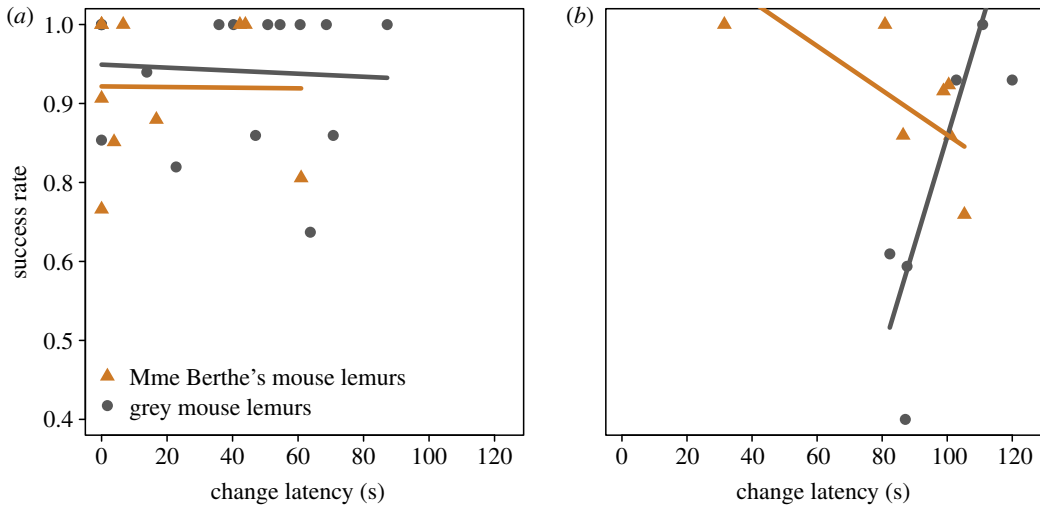 (a)
(b)
1.0
0.9
0.8
0.6
0.5
0.4
success rate
Mme Berthe's mouse lemurs
grey mouse lemurs
0 20 40 60 80 100 120
0 20 40 60 80 100 120
change latency (s)
change latency (s)